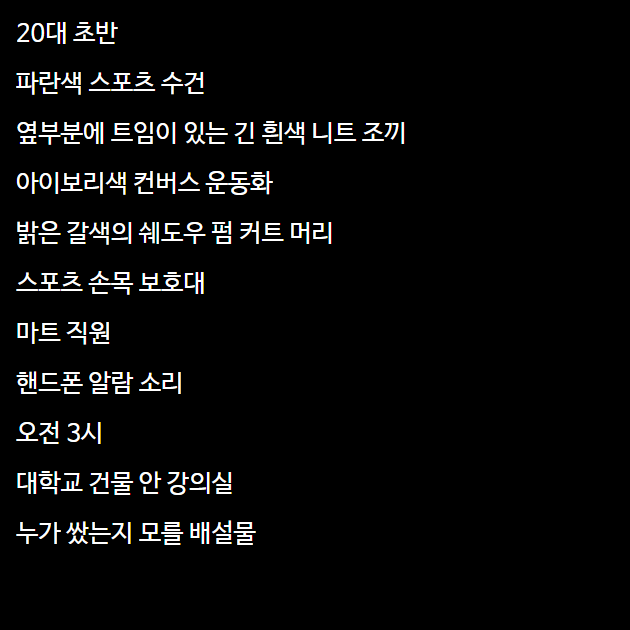 20대 초반
파란색 스포츠 수건
옆부분에 트임이 있는 긴 흰색 니트 조끼
아이보리색 컨버스 운동화
밝은 갈색의 쉐도우 펌 커트 머리
스포츠 손목 보호대
마트 직원
핸드폰 알람 소리
오전 3시
대학교 건물 안 강의실
누가 쌌는지 모를 배설물